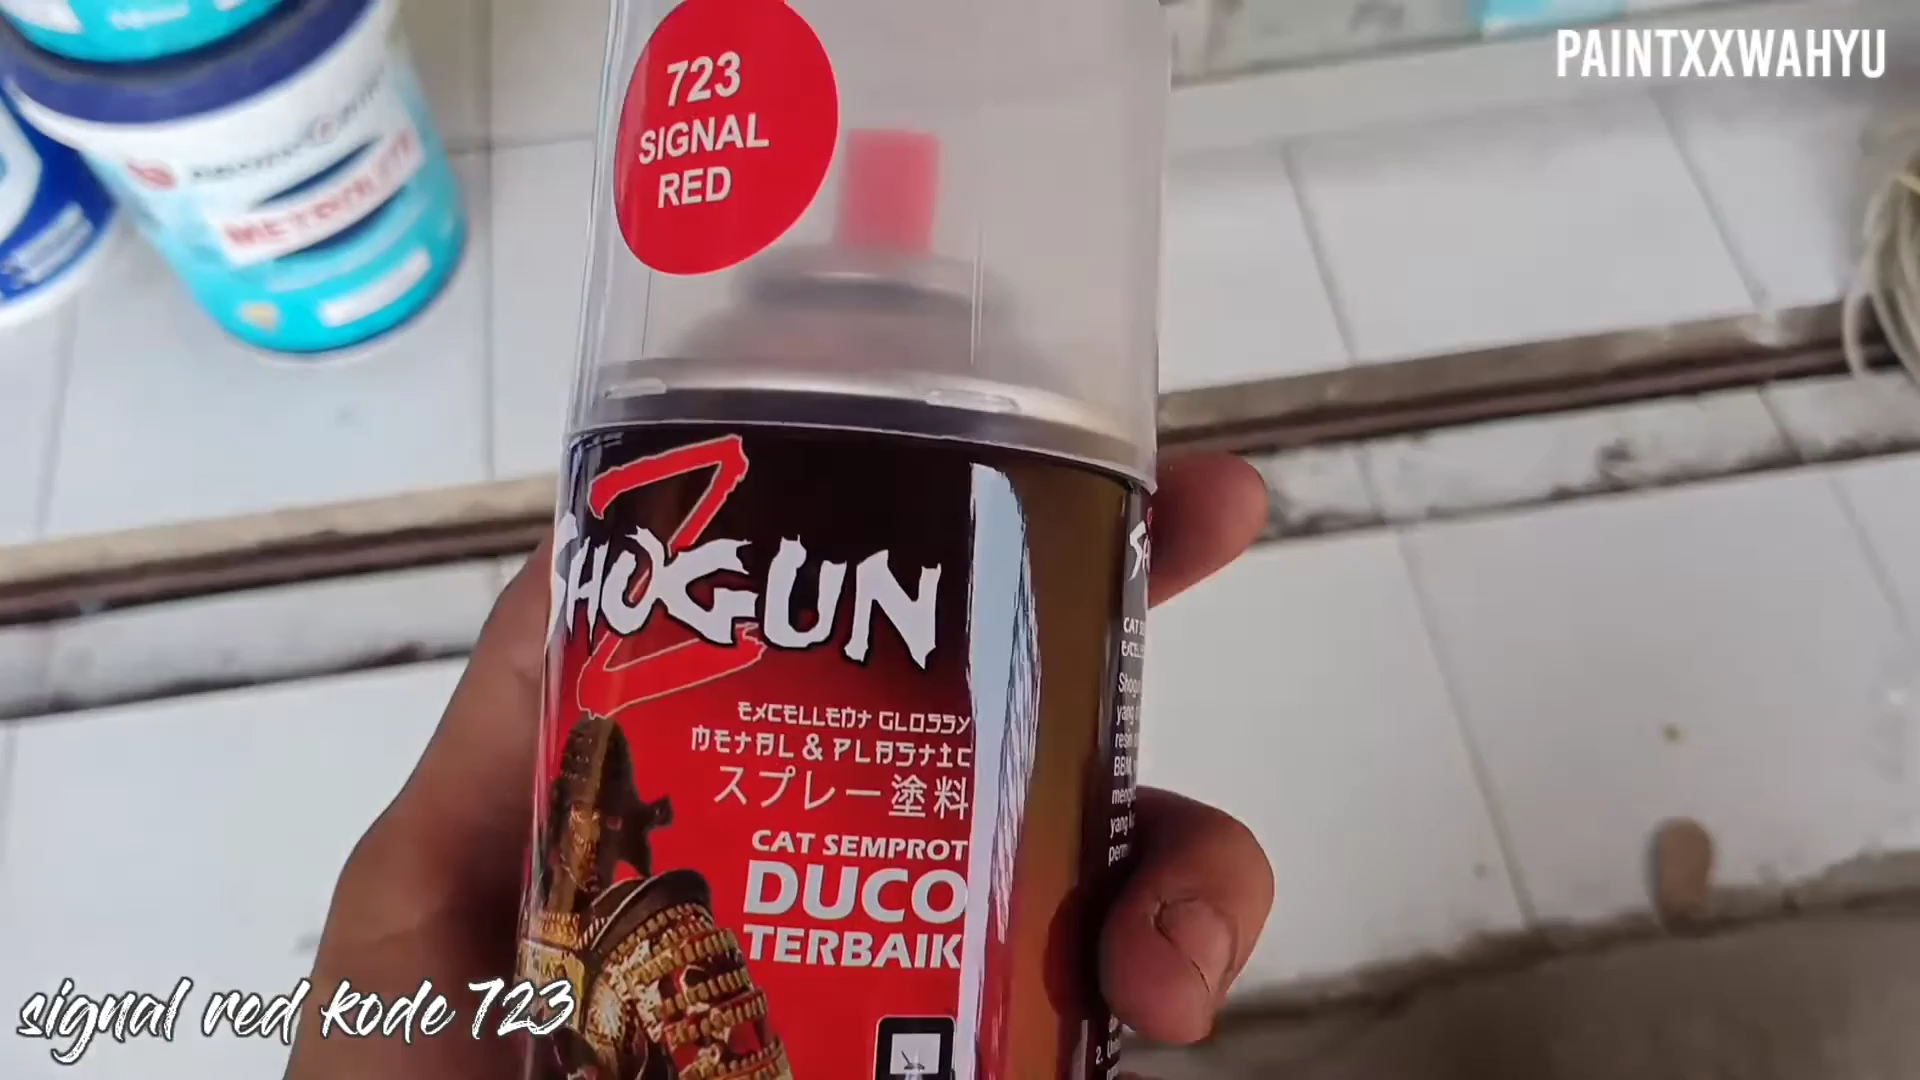 PAINTXXWAHYU
723
SIGNAL
RED
METROLITE
SHOGUN
EXCELLENT GLOSSY
METAL & PLASTIC
スプレー塗料
CAT SEMPROT
DUCO
TERBAIK
signal red kode 723